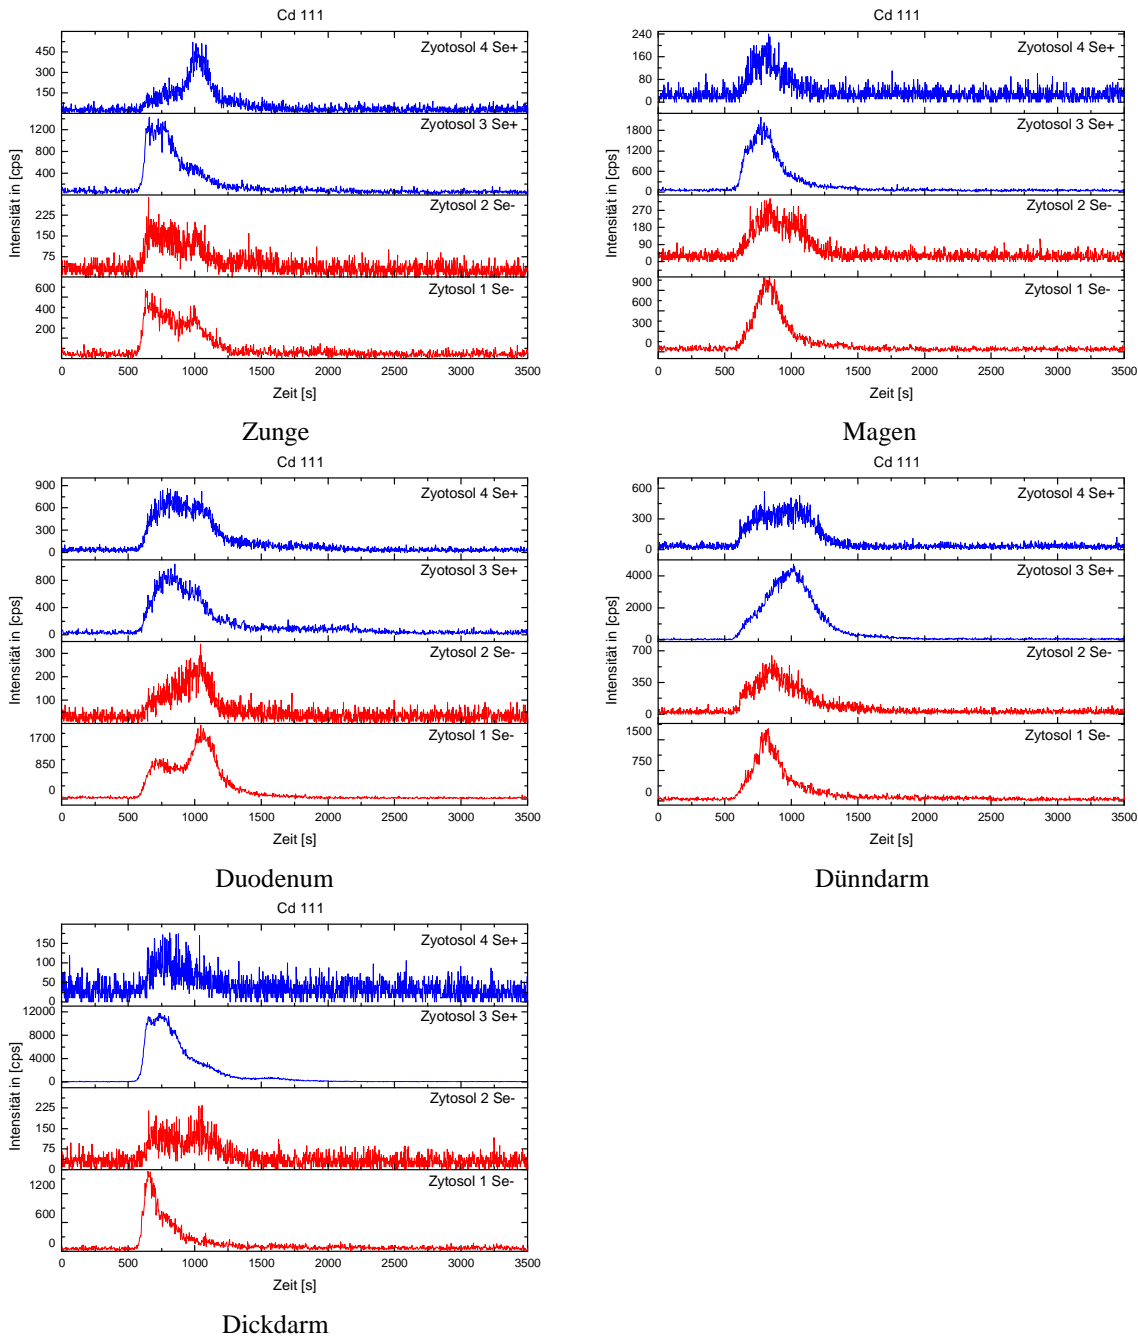 Cd 111
Zyotosol 4 Se+
450
300
150
Zyotosol 3 Se+
1200
800
400
Zytosol 2 Se-
225
150
75
Zytosol 1 Se-
600
400
200
Intensität in [cps]
0 500 1000 1500 2000 2500 3000 3500
Zeit [s]
Zunge
Cd 111
Zyotosol 4 Se+
240
160
80
0
Zyotosol 3 Se+
1800
1200
600
0
Zytosol 2 Se-
270
180
90
0
Zytosol 1 Se-
900
600
300
0
Intensität in [cps]
0 500 1000 1500 2000 2500 3000 3500
Zeit [s]
Magen
Cd 111
Zyotosol 4 Se+
900
600
300
0
Zyotosol 3 Se+
800
400
0
Zytosol 2 Se-
300
200
100
Zytosol 1 Se-
1700
850
0
Intensität in [cps]
0 500 1000 1500 2000 2500 3000 3500
Zeit [s]
Duodenum
Cd 111
Zyotosol 4 Se+
600
300
0
Zyotosol 3 Se+
4000
2000
0
Zytosol 2 Se-
700
350
0
Zytosol 1 Se-
1500
750
0
Intensität in [cps]
0 500 1000 1500 2000 2500 3000 3500
Zeit [s]
Dünndarm
Cd 111
Zyotosol 4 Se+
150
100
50
0
Zyotosol 3 Se+
12000
8000
4000
0
Zytosol 2 Se-
225
150
75
0
Zytosol 1 Se-
1200
600
0
Intensität in [cps]
0 500 1000 1500 2000 2500 3000 3500
Zeit [s]
Dickdarm